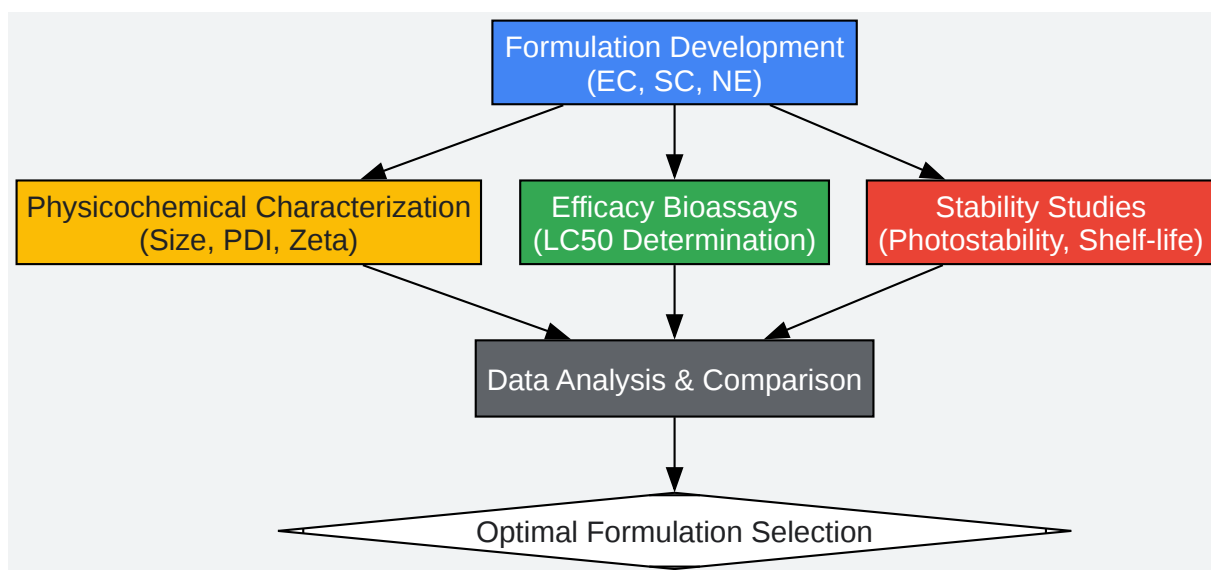 Formulation Development
(EC, SC, NE)
Physicochemical Characterization
(Size, PDI, Zeta)
Efficacy Bioassays
(LC50 Determination)
Stability Studies
(Photostability, Shelf-life)
Data Analysis & Comparison
Optimal Formulation Selection